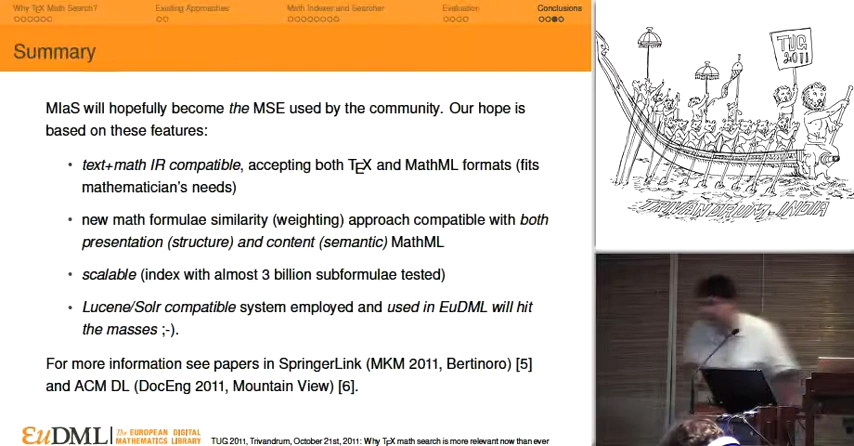 Why TEX Math Search?
Existing Approaches
Math Indexer and Searcher
Evaluation
Conclusions
Summary
MIaS will hopefully become the MSE used by the community. Our hope is
based on these features:
• text+math IR compatible, accepting both TEX and MathML formats (fits
mathematician's needs)
• new math formulae similarity (weighting) approach compatible with both
presentation (structure) and content (semantic) MathML
• scalable (index with almost 3 billion subformulae tested)
• Lucene/Solr compatible system employed and used in EuDML will hit
the masses ;-).
For more information see papers in SpringerLink (MKM 2011, Bertinoro) [5]
and ACM DL (DocEng 2011, Mountain View) [6].
EuDML
The EUROPEAN DIGITAL
MATHEMATICS LIBRARY
TUG 2011, Trivandrum, October 21st, 2011: Why TEX math search is more relevant now than ever
TUG
2011
TRIVANDRUM, INDIA